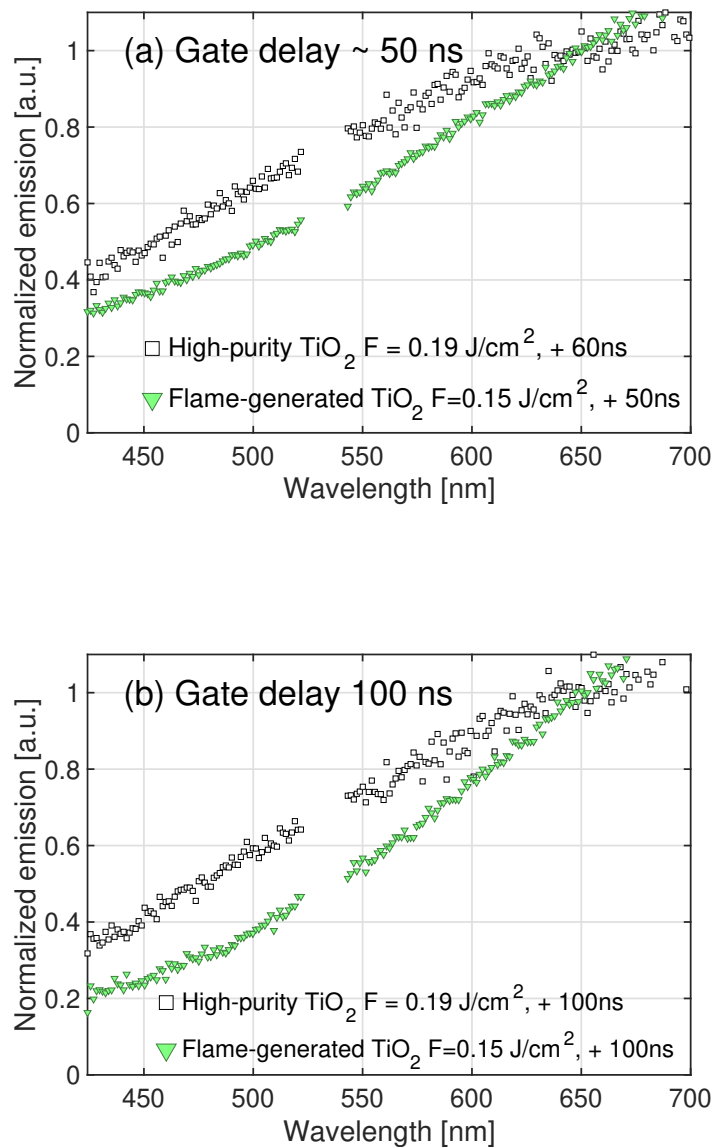 (a) Gate delay ~ 50 ns
Normalized emission [a.u.]
1
0.8
0.6
0.4
0.2
0
High-purity TiO2 F = 0.19 J/cm2, + 60ns
Flame-generated TiO2 F=0.15 J/cm2, + 50ns
450 500 550 600 650 700
Wavelength [nm]
(b) Gate delay 100 ns
Normalized emission [a.u.]
1
0.8
0.6
0.4
0.2
0
High-purity TiO2 F = 0.19 J/cm2, + 100ns
Flame-generated TiO2 F=0.15 J/cm2, + 100ns
450 500 550 600 650 700
Wavelength [nm]